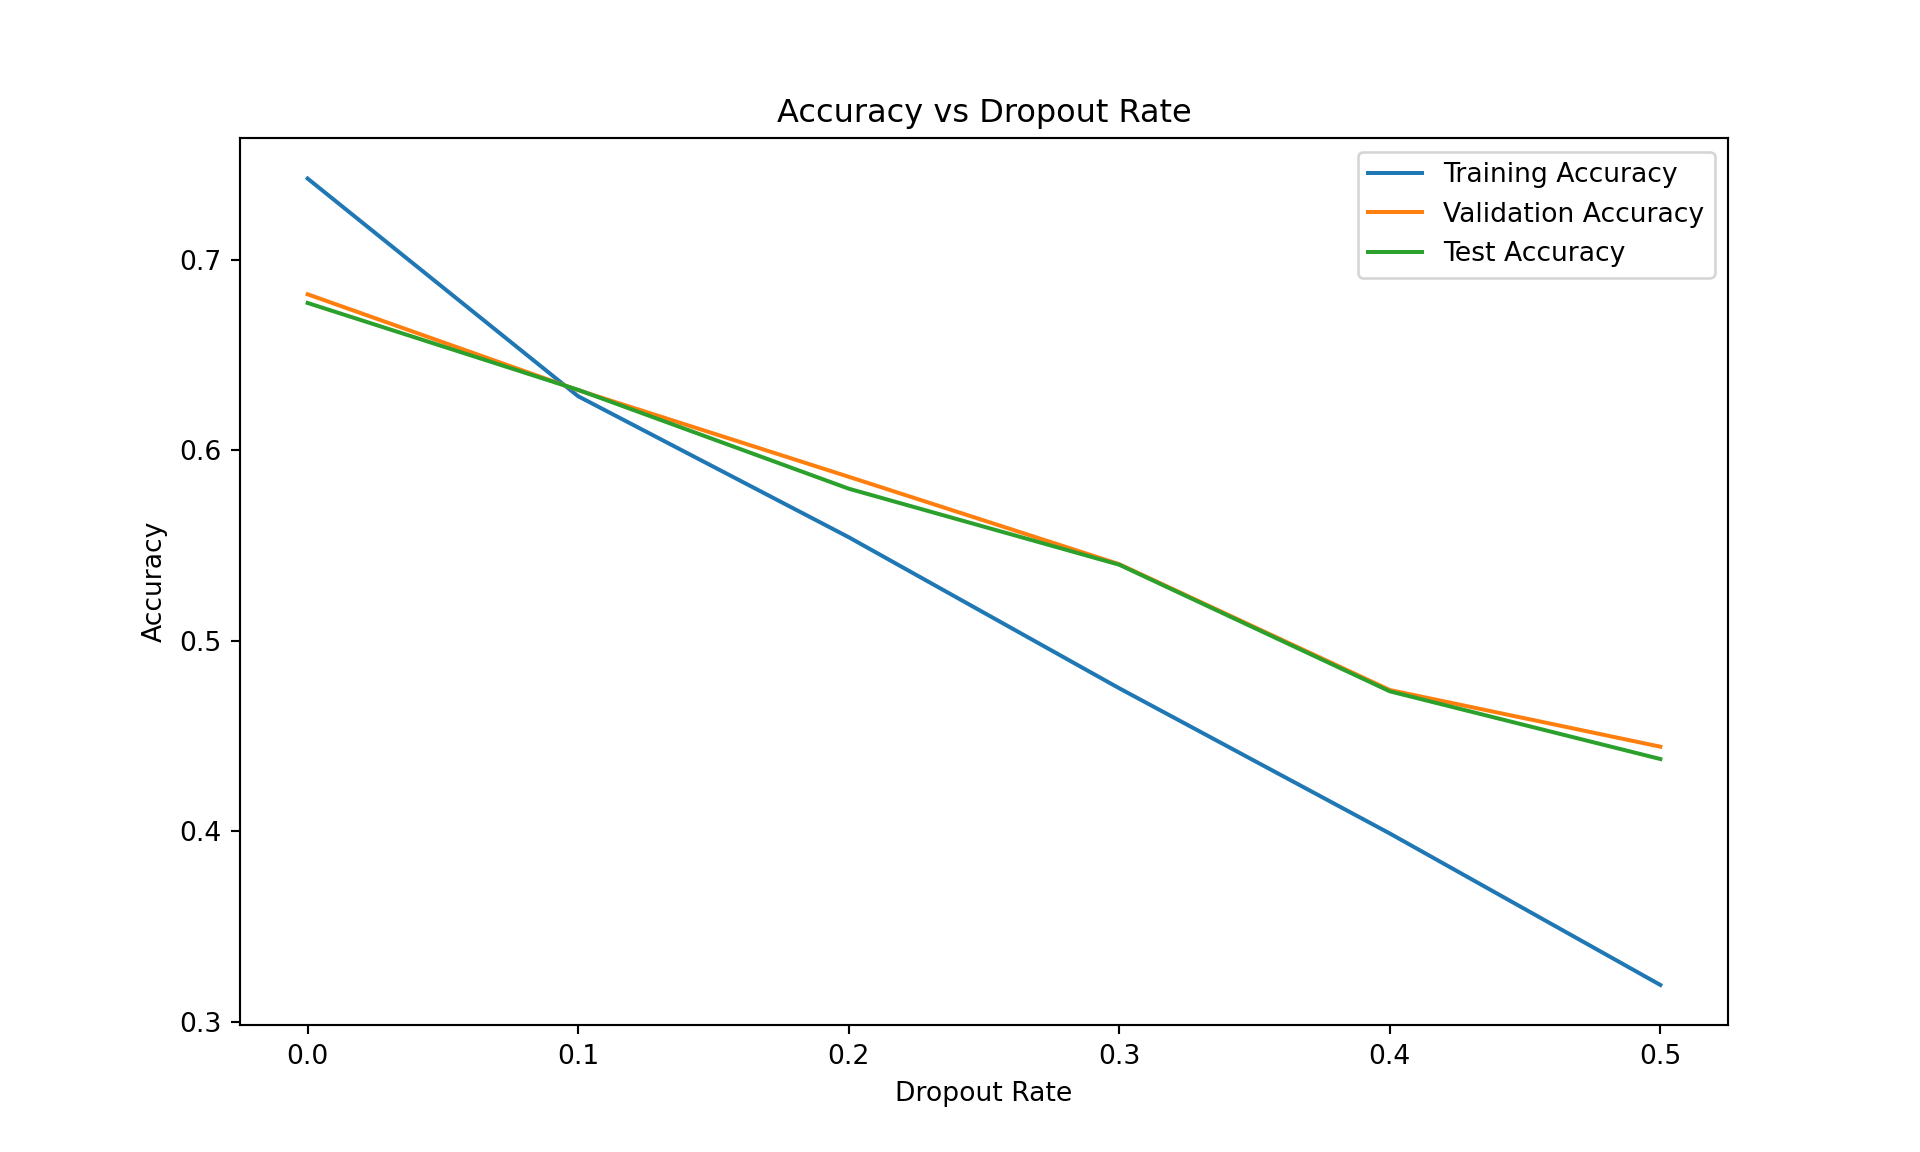 Accuracy vs Dropout Rate
Training Accuracy
Validation Accuracy
Test Accuracy
Accuracy
0.7
0.6
0.5
0.4
0.3
0.0 0.1 0.2 0.3 0.4 0.5
Dropout Rate